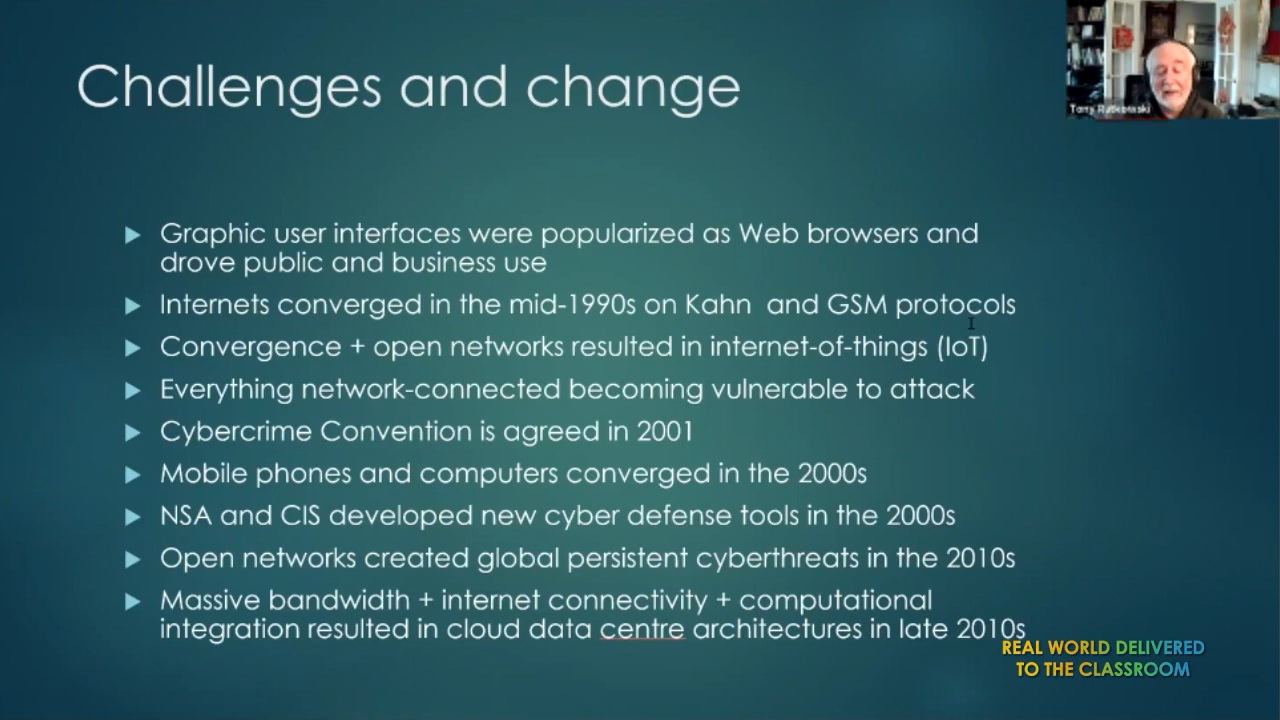 Challenges and change
Tony Rutkowski
Graphic user interfaces were popularized as Web browsers and
drove public and business use
Internets converged in the mid-1990s on Kahn  and GSM protocols
Convergence + open networks resulted in internet-of-things (IoT)
Everything network-connected becoming vulnerable to attack
Cybercrime Convention is agreed in 2001
Mobile phones and computers converged in the 2000s
NSA and CIS developed new cyber defense tools in the 2000s
Open networks created global persistent cyberthreats in the 2010s
Massive bandwidth + internet connectivity + computational
integration resulted in cloud data centre architectures in late 2010s
REAL WORLD DELIVERED
TO THE CLASSROOM